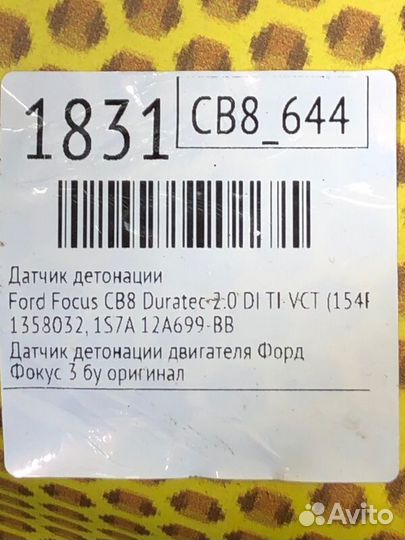 1831
CB8_644
Датчик детонации
Ford Focus CB8 Duratec-2.0 DI TI-VCT (154
1358032, 1S7A 12A699-BB
Датчик детонации двигателя Форд
Фокус 3 бу оригинал
Avito